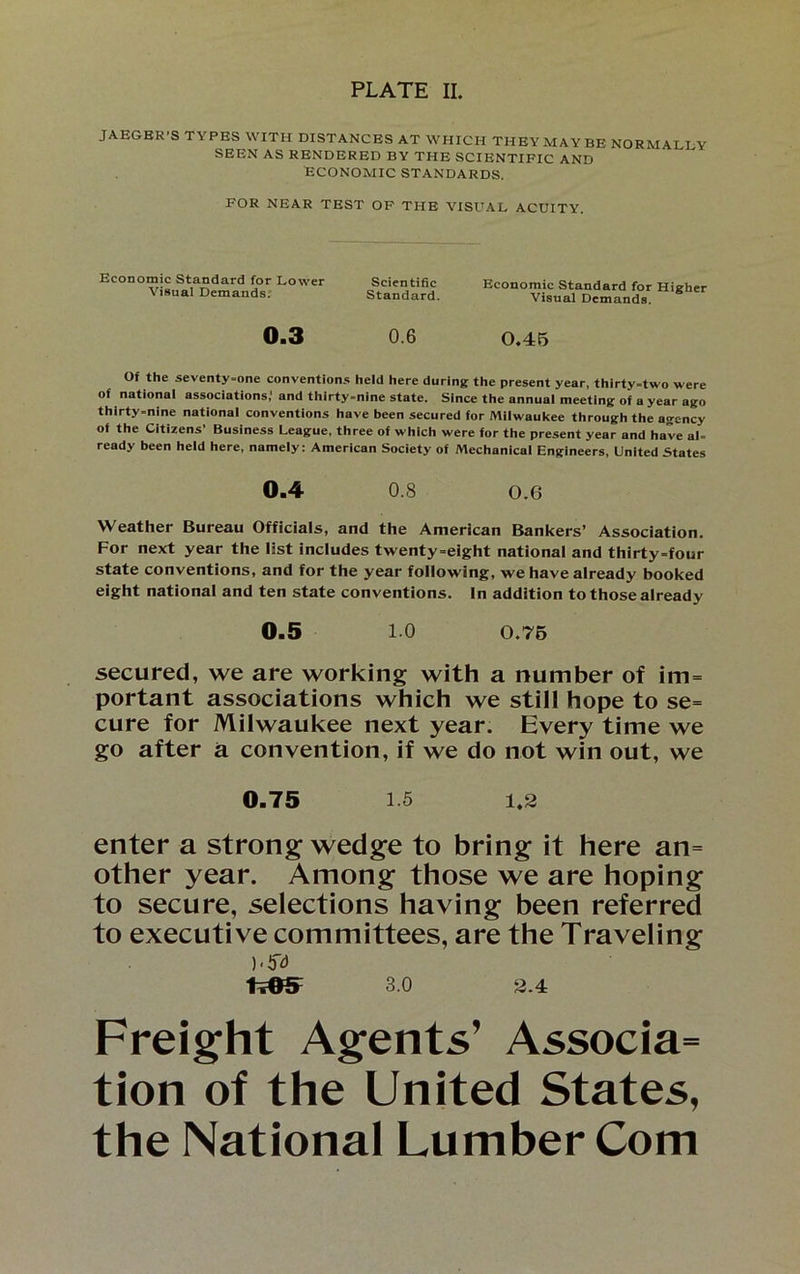 PLATE II.
JAEGER'S TYPES WITH DISTANCES AT WHICH THEY MAY BE NORMALLY
SEEN AS RENDERED BY THE SCIENTIFIC AND
ECONOMIC STANDARDS.
FOR NEAR TEST OF THE VISUAL ACUITY.
Economic Standard for Lower Visual Demands. Scientific Standard. Economic Standard for Higher Visual Demands.
0.3 0.6 0.45
Of the seventy=one conventions held here during the present year, thirty=two were
of national associations,' and thirty=nine state. Since the annual meeting of a year ago
thirty=nine national conventions have been secured for Milwaukee through the agency
of the Citizens' Business League, three of which were for the present year and have al=
ready been held here, namely: American Society of Mechanical Engineers, United States
0.4 0.8 0.6
Weather Bureau Officials, and the American Bankers' Association.
For next year the list includes twenty=eight national and thirty=four
state conventions, and for the year following, we have already booked
eight national and ten state conventions. In addition to those already
0.5 1.0 0.75
secured, we are working with a number of im=
portant associations which we still hope to se=
cure for Milwaukee next year. Every time we
go after a convention, if we do not win out, we
0.75 1.5 1.2
enter a strong wedge to bring it here an=
other year. Among those we are hoping
to secure, selections having been referred
to executive committees, are the Traveling
1.50
1.05 3.0 2.4
Freight Agents' Associa=
tion of the United States,
the National Lumber Com